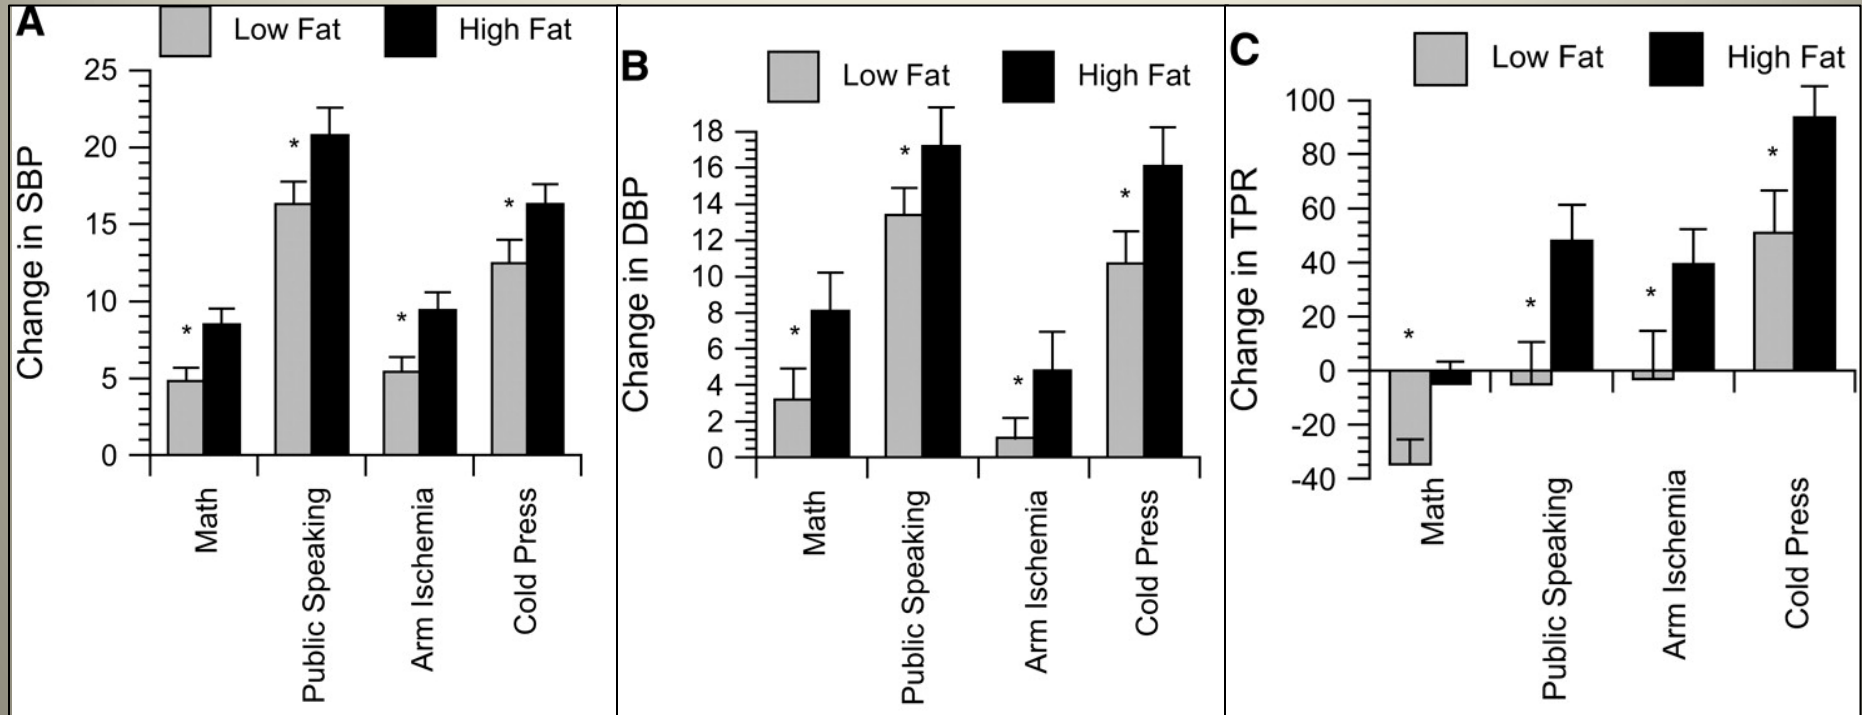 A
Low Fat
High Fat
Change in SBP
25
20
15
10
5
0
*
*
*
*
Math
Public Speaking
Arm Ischemia
Cold Press
B
Low Fat
High Fat
Change in DBP
18
16
14
12
10
8
6
4
2
0
*
*
*
*
Math
Public Speaking
Arm Ischemia
Cold Press
C
Low Fat
High Fat
Change in TPR
100
80
60
40
20
0
-20
-40
*
*
*
*
Math
Public Speaking
Arm Ischemia
Cold Press